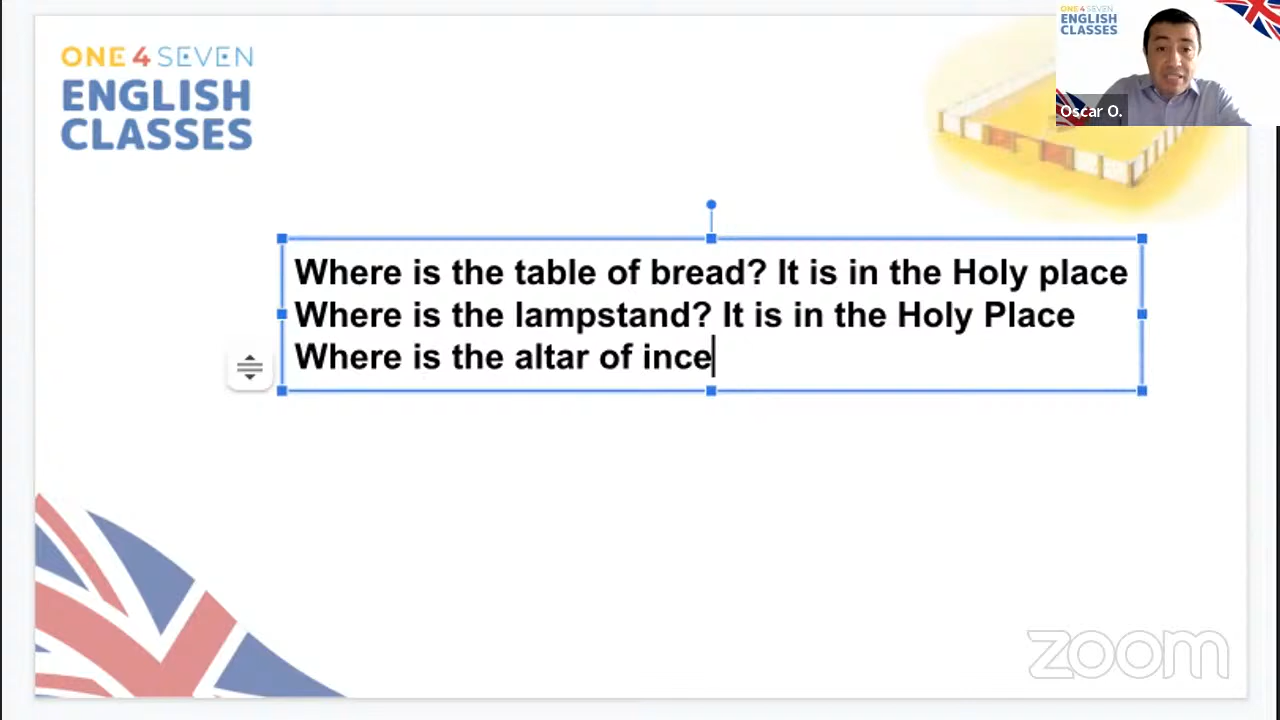 ONE 4 SEVEN
ENGLISH
CLASSES
ONE 4 SEVEN
ENGLISH
CLASSES
Oscar O.
Where is the table of bread? It is in the Holy place
Where is the lampstand? It is in the Holy Place
Where is the altar of ince
zoom